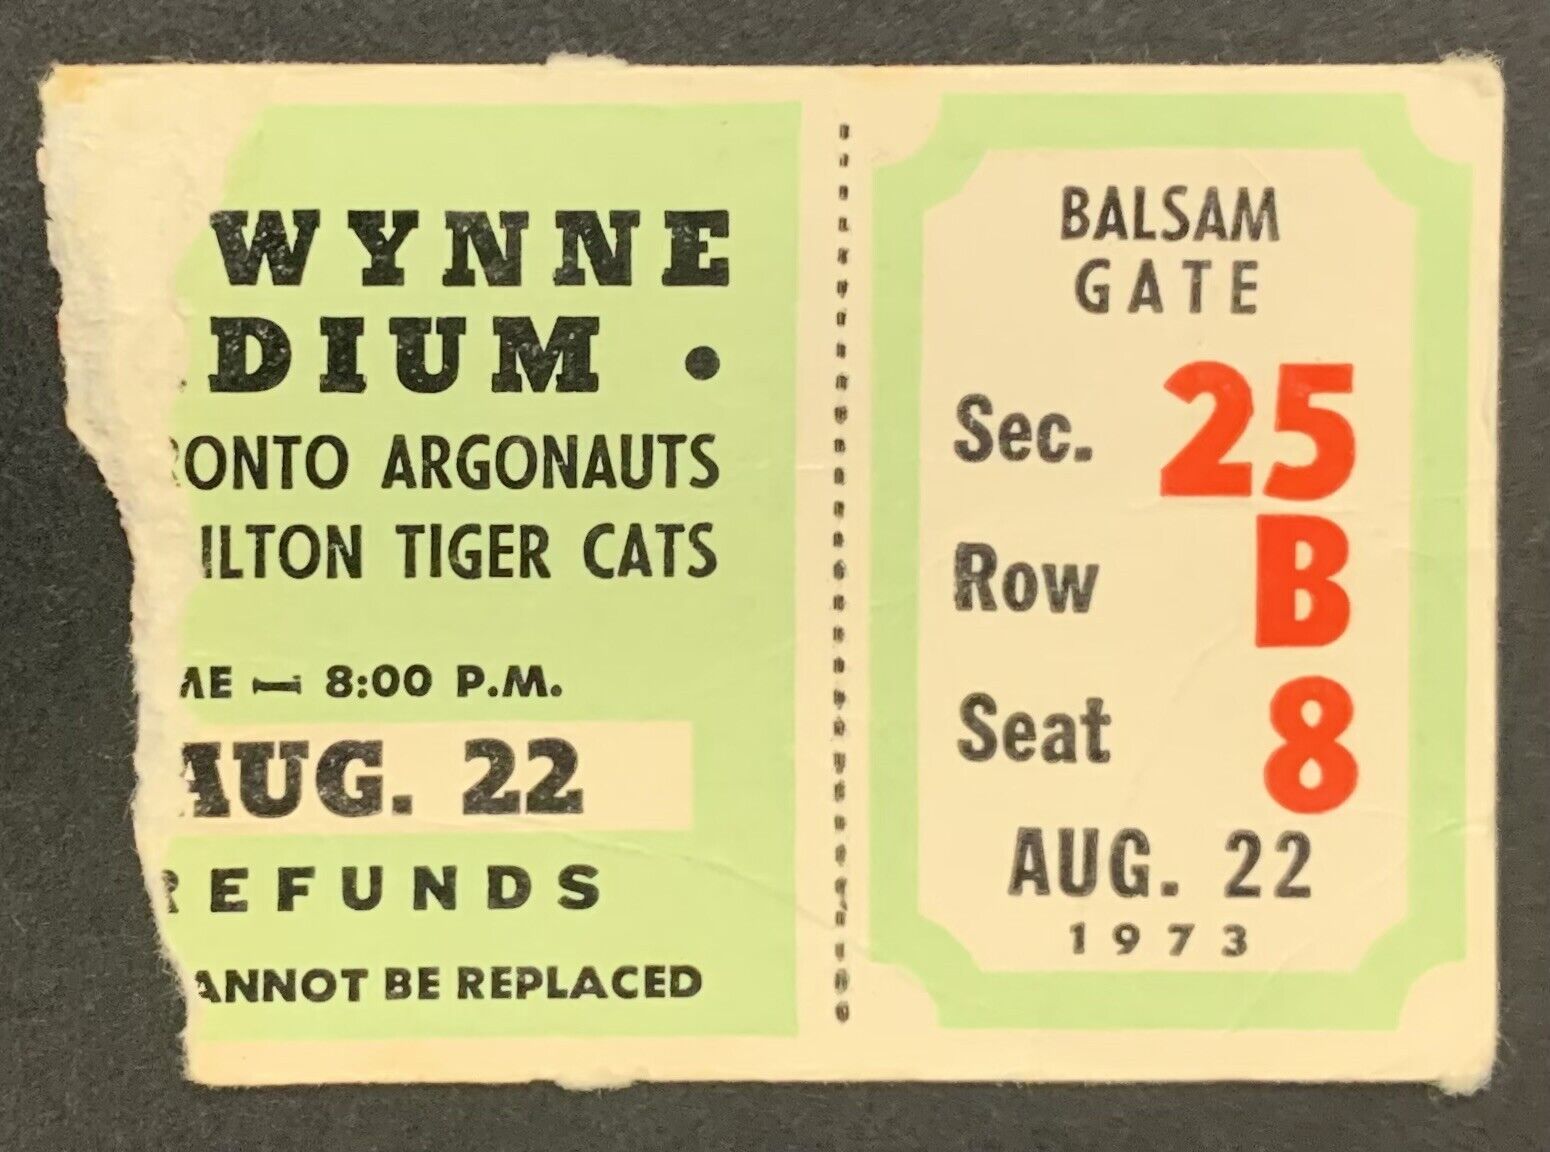 WYNNE
DIUM •
RONTO ARGONAUTS
ILTON TIGER CATS
ME — 8:00 P.M.
AUG. 22
REFUNDS
ANNOT BE REPLACED
BALSAM
GATE
Sec. 25
Row B
Seat 8
AUG. 22
1973